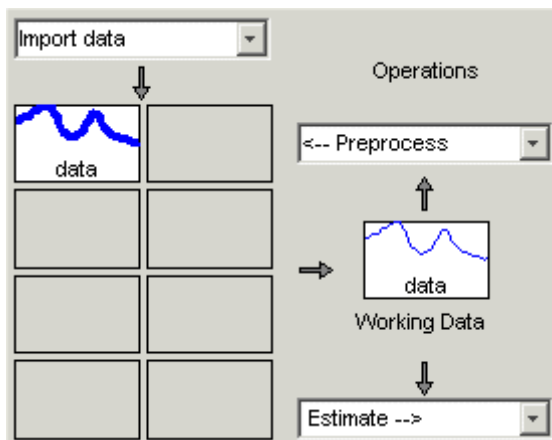 Import data
Operations
<-- Preprocess
data
data
Working Data
Estimate -->